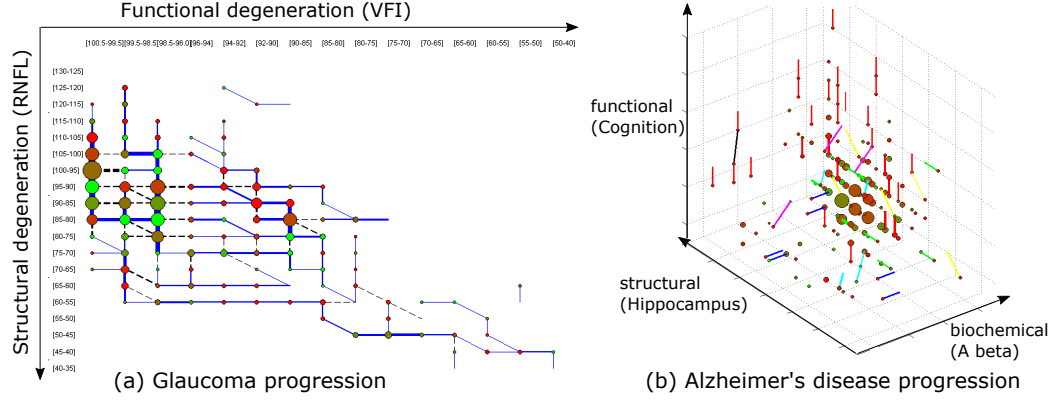 Functional degeneration (VFI)
[100.5-99.5] [99.5-98.5] [98.5-96.0] [96-94) [94-92) [92-90) [90-85) [85-80) [80-75) [75-70) [70-65) [65-60) [60-55) [55-50) [50-40)
Structural degeneration (RNFL)
[130-125)
[125-120)
[120-115)
[115-110)
[110-105)
[105-100)
[100-95)
[95-90)
[90-85)
[85-80)
[80-75)
[75-70)
[70-65)
[65-60)
[60-55)
[55-50)
[50-45)
[45-40)
[40-35)
(a) Glaucoma progression
functional
(Cognition)
structural
(Hippocampus)
biochemical
(A beta)
(b) Alzheimer's disease progression